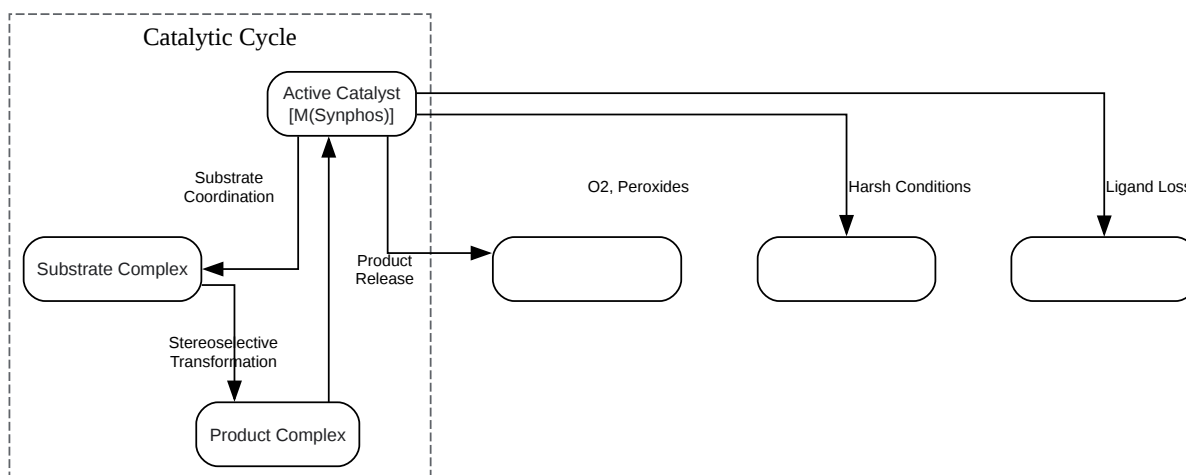 Catalytic Cycle
Active Catalyst
[M(Synphos)]
Substrate
Coordination
O2, Peroxides
Harsh Conditions
Ligand Loss
Substrate Complex
Product
Release
Stereoselective
Transformation
Product Complex